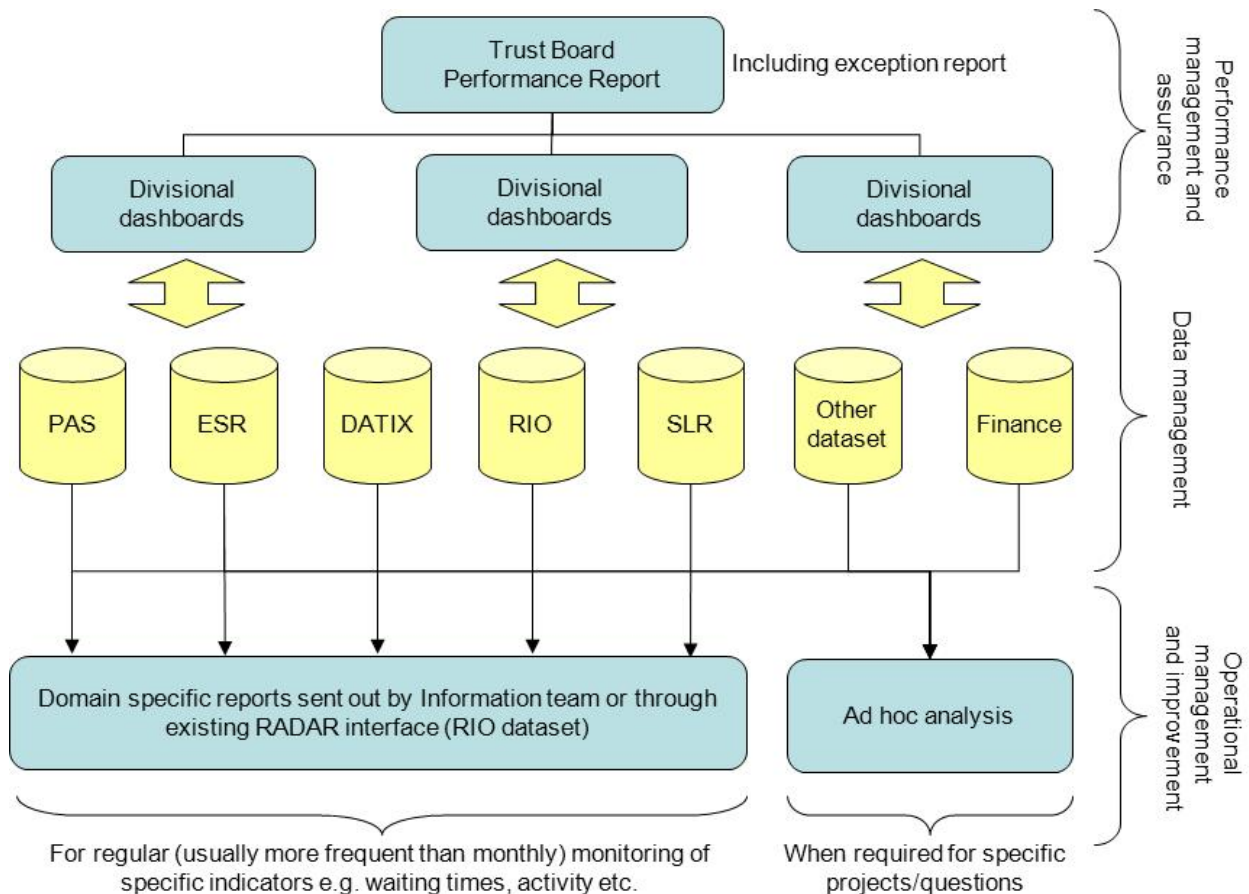 Trust Board
Performance Report
Including exception report
Performance
management and
assurance
Divisional
dashboards
Divisional
dashboards
Divisional
dashboards
Data management
PAS
ESR
DATIX
RIO
SLR
Other
dataset
Finance
Operational
management
and improvement
Domain specific reports sent out by Information team or through
existing RADAR interface (RIO dataset)
Ad hoc analysis
For regular (usually more frequent than monthly) monitoring of
specific indicators e.g. waiting times, activity etc.
When required for specific
projects/questions